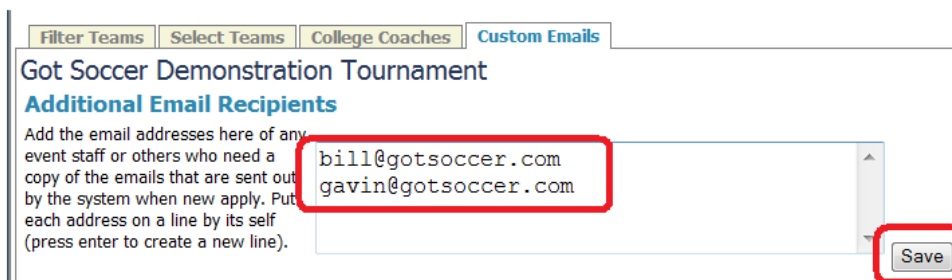 Filter Teams Select Teams College Coaches Custom Emails
Got Soccer Demonstration Tournament
Additional Email Recipients
Add the email addresses here of any
event staff or others who need a
copy of the emails that are sent out
by the system when new apply. Put
each address on a line by its self
(press enter to create a new line).
bill@gotsoccer.com
gavin@gotsoccer.com
Save